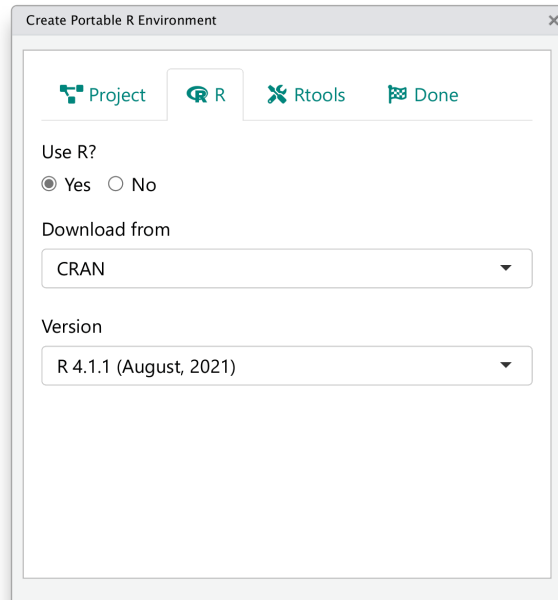 Create Portable R Environment
Project R Rtools Done
Use R?
Yes No
Download from
CRAN
Version
R 4.1.1 (August, 2021)